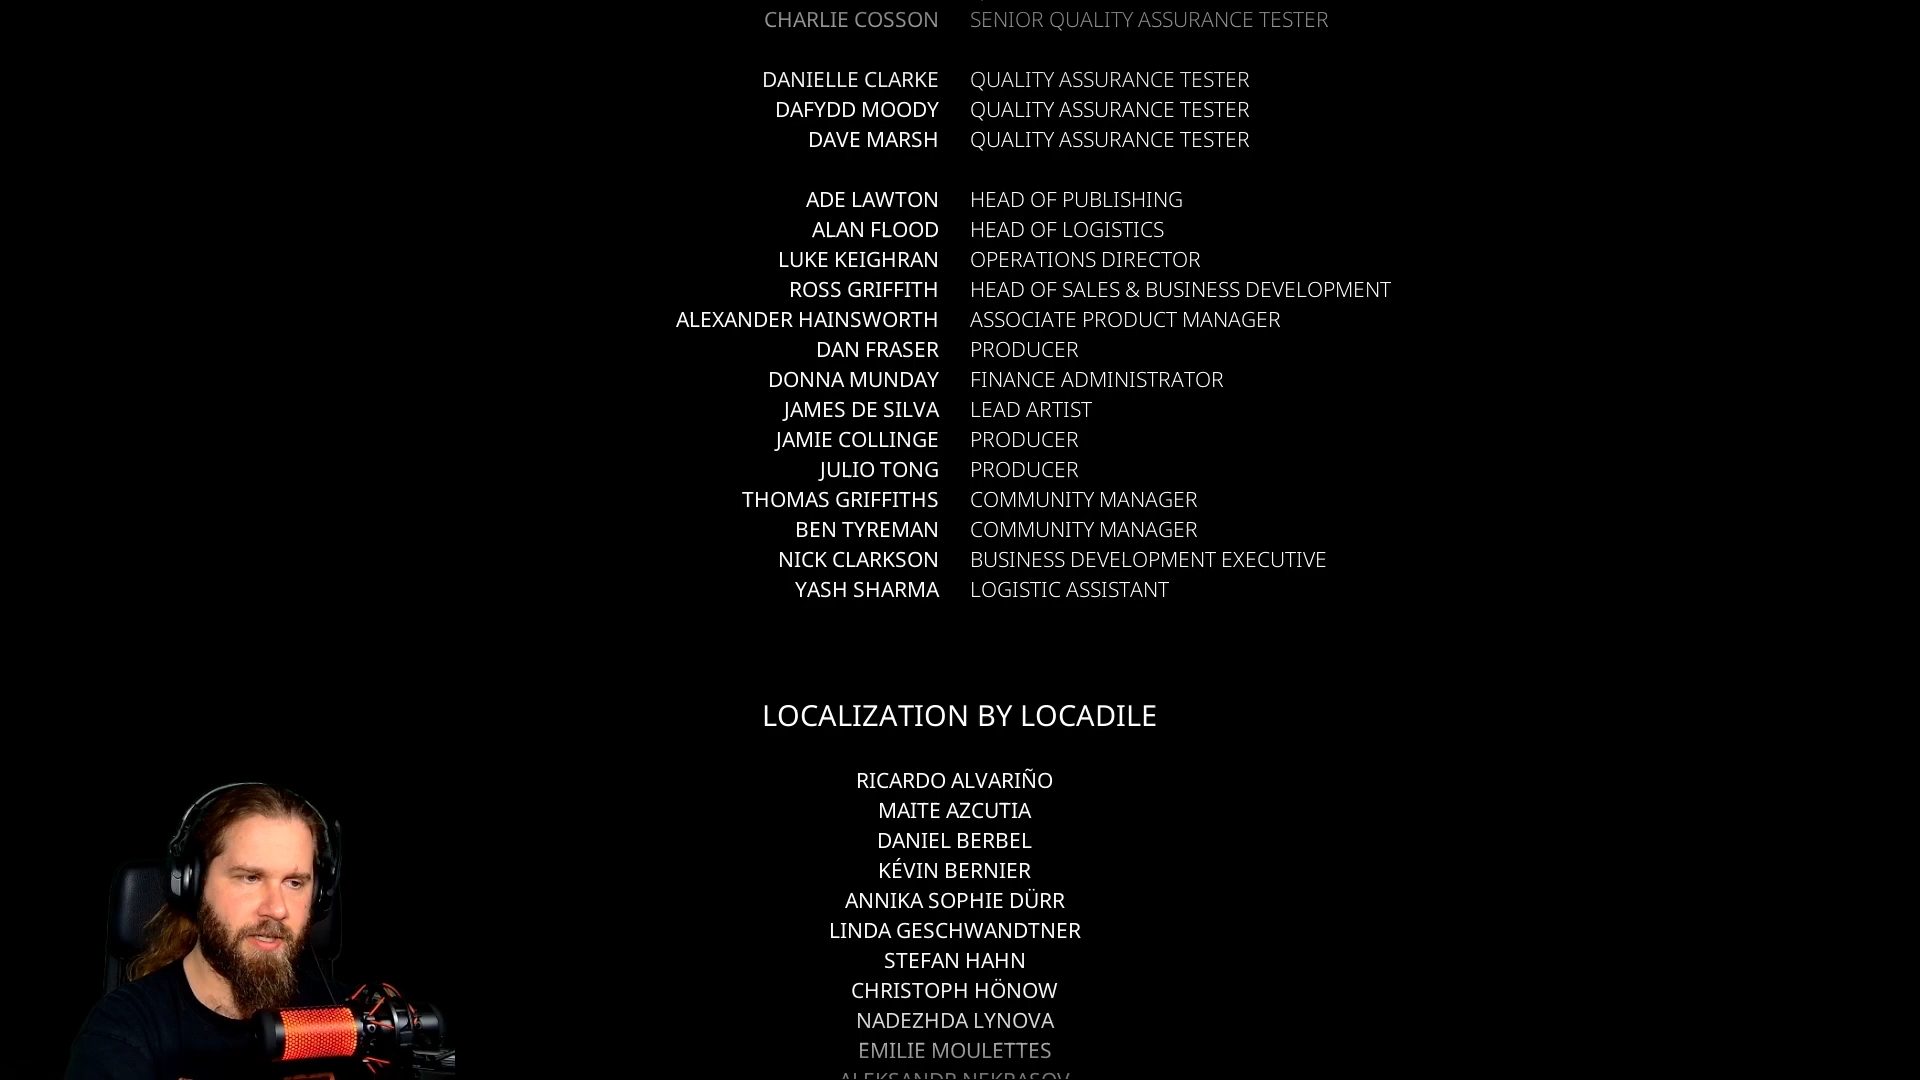 CHARLIE COSSON SENIOR QUALITY ASSURANCE TESTER
DANIELLE CLARKE QUALITY ASSURANCE TESTER
DAFYDD MOODY QUALITY ASSURANCE TESTER
DAVE MARSH QUALITY ASSURANCE TESTER
ADE LAWTON HEAD OF PUBLISHING
ALAN FLOOD HEAD OF LOGISTICS
LUKE KEIGHRAN OPERATIONS DIRECTOR
ROSS GRIFFITH HEAD OF SALES & BUSINESS DEVELOPMENT
ALEXANDER HAINSWORTH ASSOCIATE PRODUCT MANAGER
DAN FRASER PRODUCER
DONNA MUNDAY FINANCE ADMINISTRATOR
JAMES DE SILVA LEAD ARTIST
JAMIE COLLINGE PRODUCER
JULIO TONG PRODUCER
THOMAS GRIFFITHS COMMUNITY MANAGER
BEN TYREMAN COMMUNITY MANAGER
NICK CLARKSON BUSINESS DEVELOPMENT EXECUTIVE
YASH SHARMA LOGISTIC ASSISTANT
LOCALIZATION BY LOCADILE
RICARDO ALVARIÑO
MAITE AZCUTIA
DANIEL BERBEL
KÉVIN BERNIER
ANNIKA SOPHIE DÜRR
LINDA GESCHWANDTNER
STEFAN HAHN
CHRISTOPH HÖNOW
NADEZHDA LYNOVA
EMILIE MOULETTES
ALEKSANDR NEKRASOV